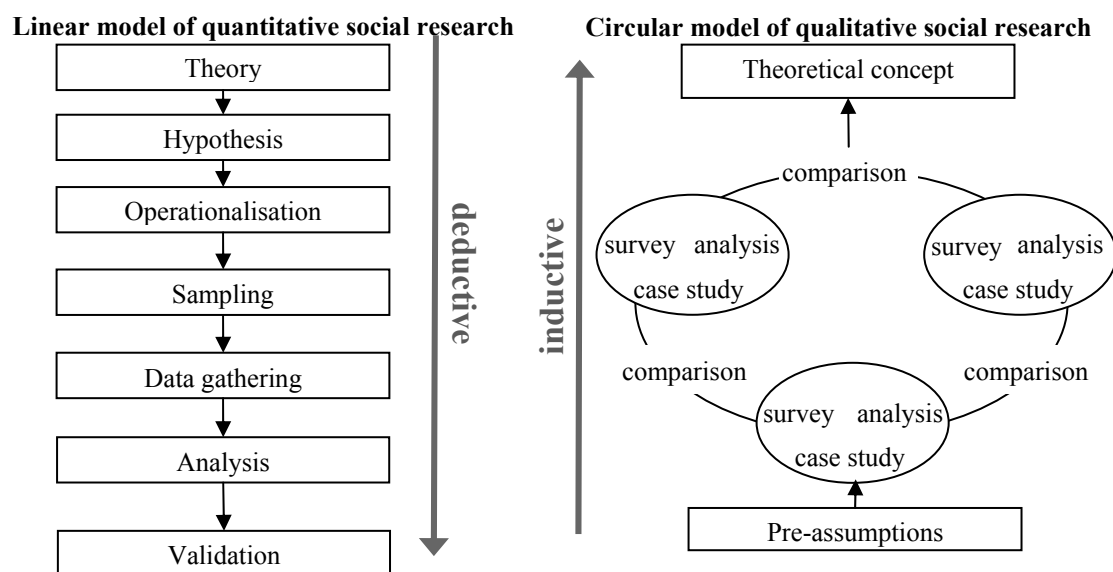 Linear model of quantitative social research
Theory
Hypothesis
Operationalisation
Sampling
Data gathering
Analysis
Validation
deductive
Circular model of qualitative social research
inductive
Theoretical concept
comparison
survey analysis
case study
survey analysis
case study
comparison
comparison
survey analysis
case study
Pre-assumptions